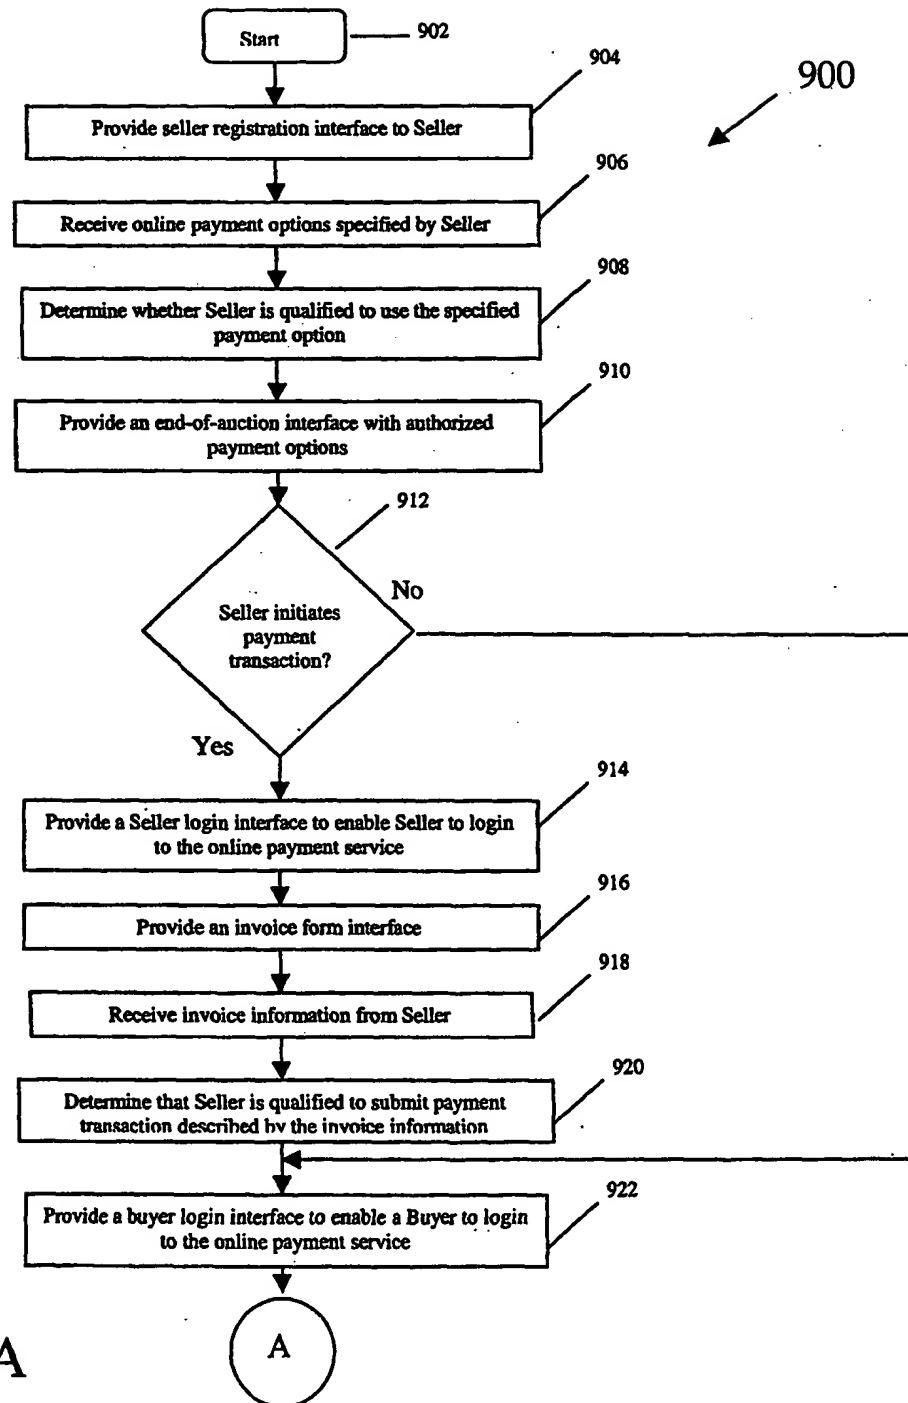 Start
902
904
900
Provide seller registration interface to Seller
906
Receive online payment options specified by Seller
908
Determine whether Seller is qualified to use the specified
payment option
910
Provide an end-of-auction interface with authorized
payment options
912
No
Seller initiates
payment
transaction?
Yes
914
Provide a Seller login interface to enable Seller to login
to the online payment service
916
Provide an invoice form interface
918
Receive invoice information from Seller
920
Determine that Seller is qualified to submit payment
transaction described by the invoice information
922
Provide a buyer login interface to enable a Buyer to login
to the online payment service
A
A